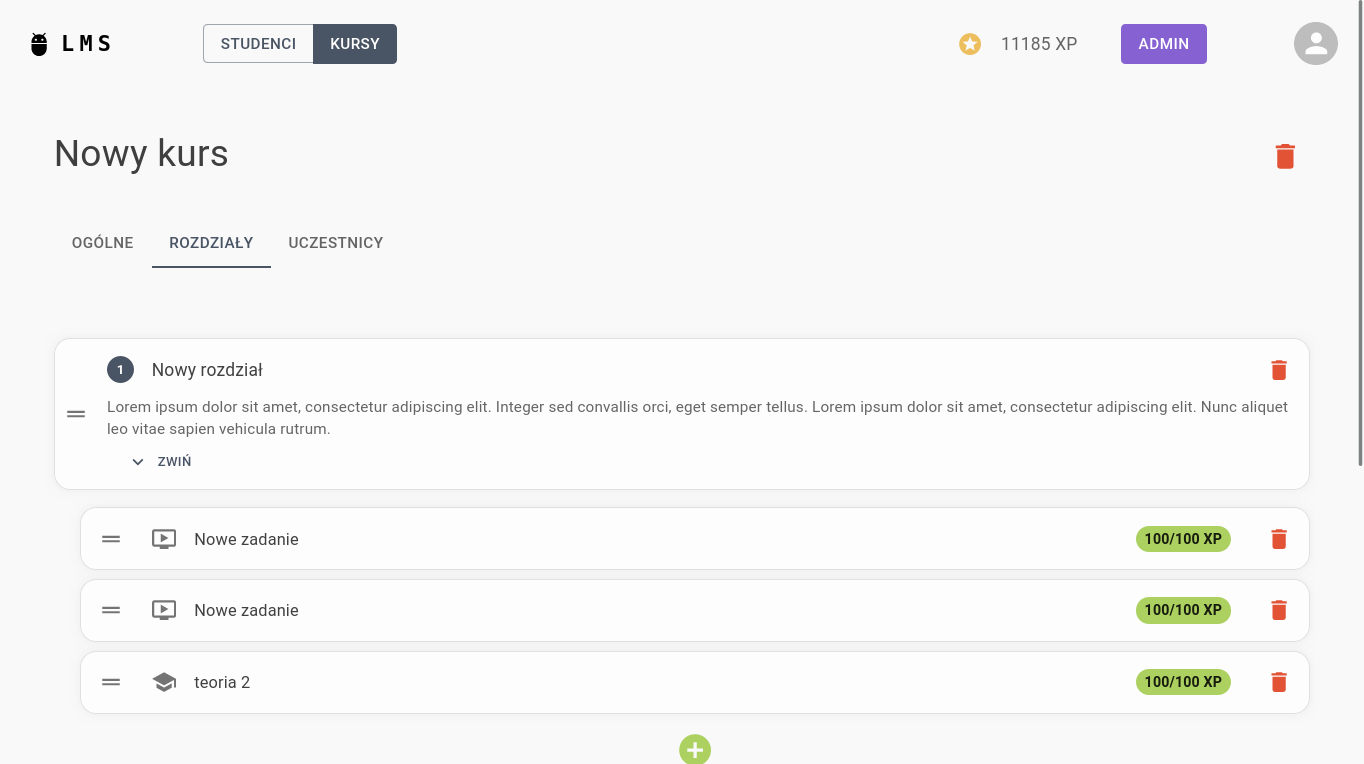 LMS
STUDENCI
KURSY
11185 XP
ADMIN
Nowy kurs
OGÓLNE
ROZDZIAŁY
UCZESTNICY
1
Nowy rozdział
Lorem ipsum dolor sit amet, consectetur adipiscing elit. Integer sed convallis orci, eget semper tellus. Lorem ipsum dolor sit amet, consectetur adipiscing elit. Nunc aliquet
leo vitae sapien vehicula rutrum.
ZWIŃ
Nowe zadanie
100/100 XP
Nowe zadanie
100/100 XP
teoria 2
100/100 XP